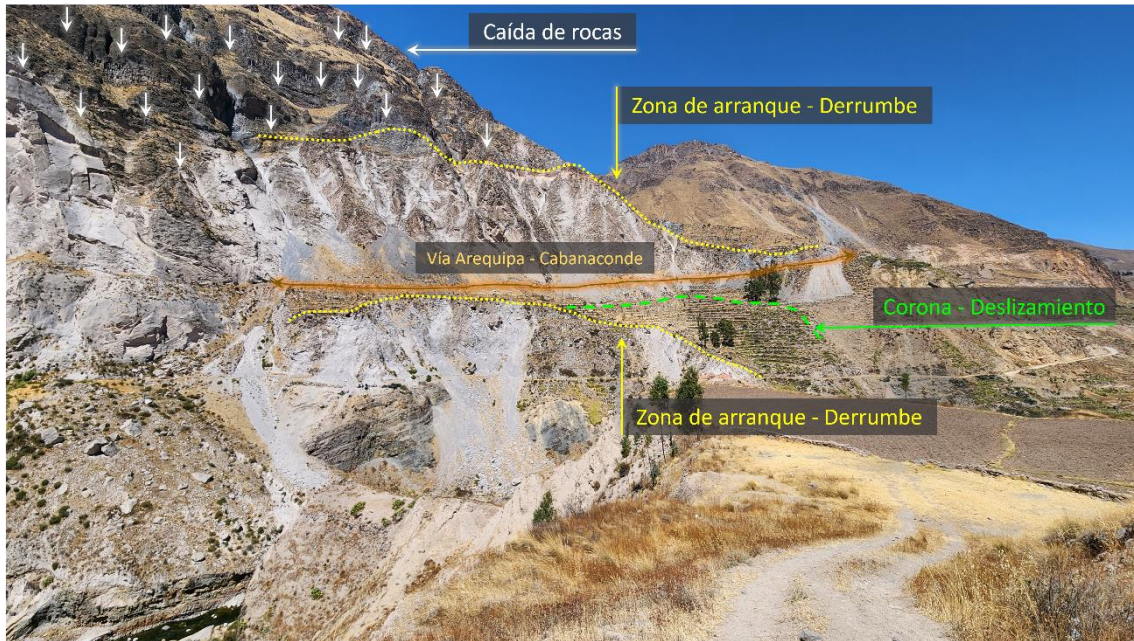 Caída de rocas
Zona de arranque - Derrumbe
Vía Arequipa - Cabanaconde
Corona - Deslizamiento
Zona de arranque - Derrumbe